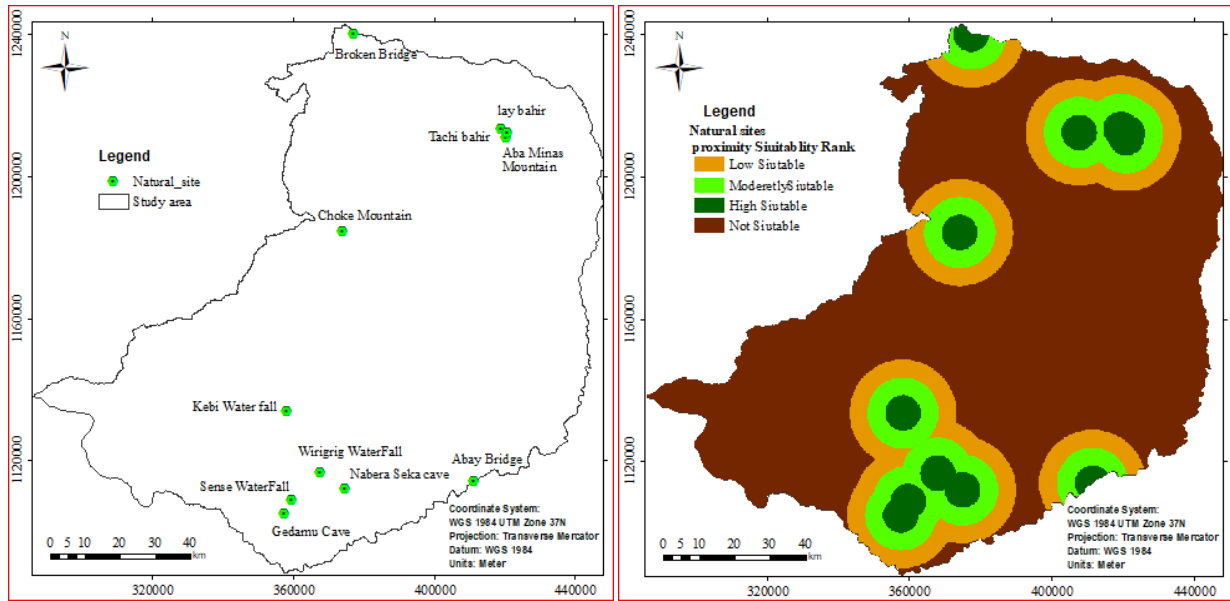 1240000
1200000
1160000
1120000
N
Broken Bridge
lay bahir
Tachi bahir
Aba Minas
Mountain
Legend
Natural_site
Study area
Choke Mountain
Kebi Water fall
Wirigrig WaterFall
Nabera Seka cave
Abay Bridge
Sense WaterFall
Gedamu Cave
Coordinate System:
WGS 1984 UTM Zone 37N
Projection: Transverse Mercator
Datum: WGS 1984
Units: Meter
0 5 10 20 30 40
km
320000 360000 400000 440000
1240000
1200000
1160000
1120000
N
Legend
Natural sites
proximity Siuitability Rank
Low Siutable
ModeretlySiutable
High Siutable
Not Siutable
Coordinate System:
WGS 1984 UTM Zone 37N
Projection: Transverse Mercator
Datum: WGS 1984
Units: Meter
0 5 10 20 30 40
km
320000 360000 400000 440000